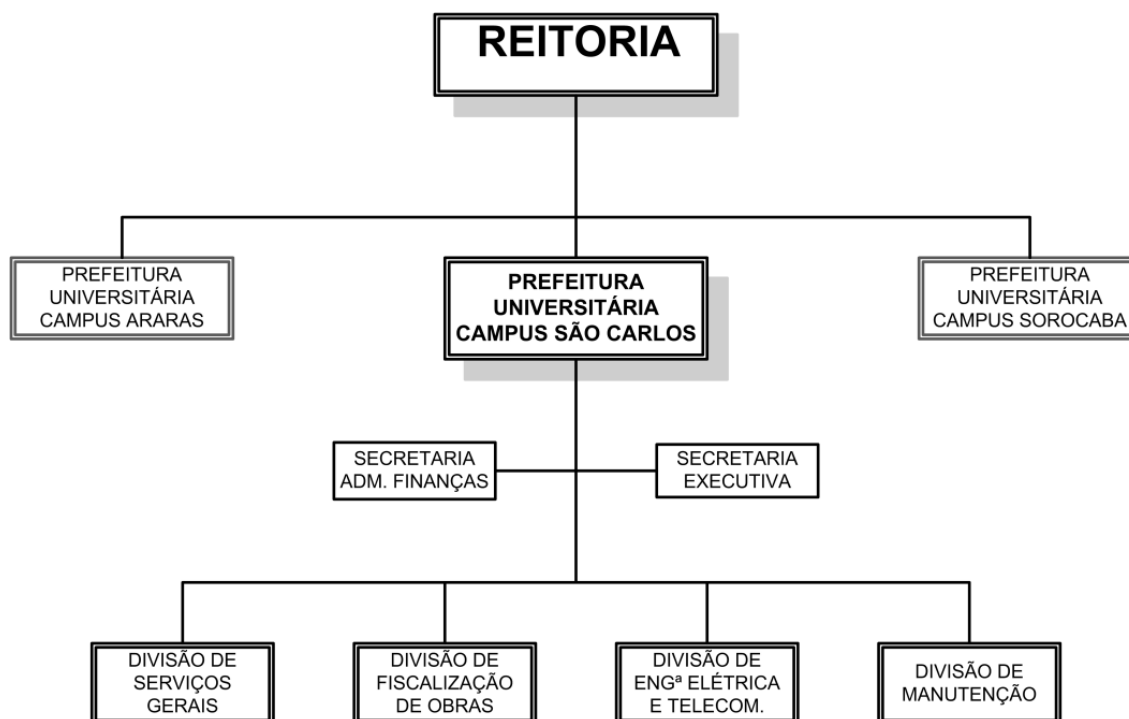 REITORIA
PREFEITURA
UNIVERSITÁRIA
CAMPUS ARARAS
PREFEITURA
UNIVERSITÁRIA
CAMPUS SÃO CARLOS
PREFEITURA
UNIVERSITÁRIA
CAMPUS SOROCABA
SECRETARIA
ADM. FINANÇAS
SECRETARIA
EXECUTIVA
DIVISÃO DE
SERVIÇOS
GERAIS
DIVISÃO DE
FISCALIZAÇÃO
DE OBRAS
DIVISÃO DE
ENGª ELÉTRICA
E TELECOM.
DIVISÃO DE
MANUTENÇÃO